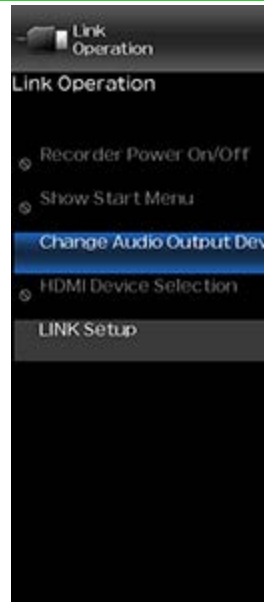 Link
Operation
Link Operation
Recorder Power On/Off
Show Start Menu
Change Audio Output Dev
HDMI Device Selection
LINK Setup